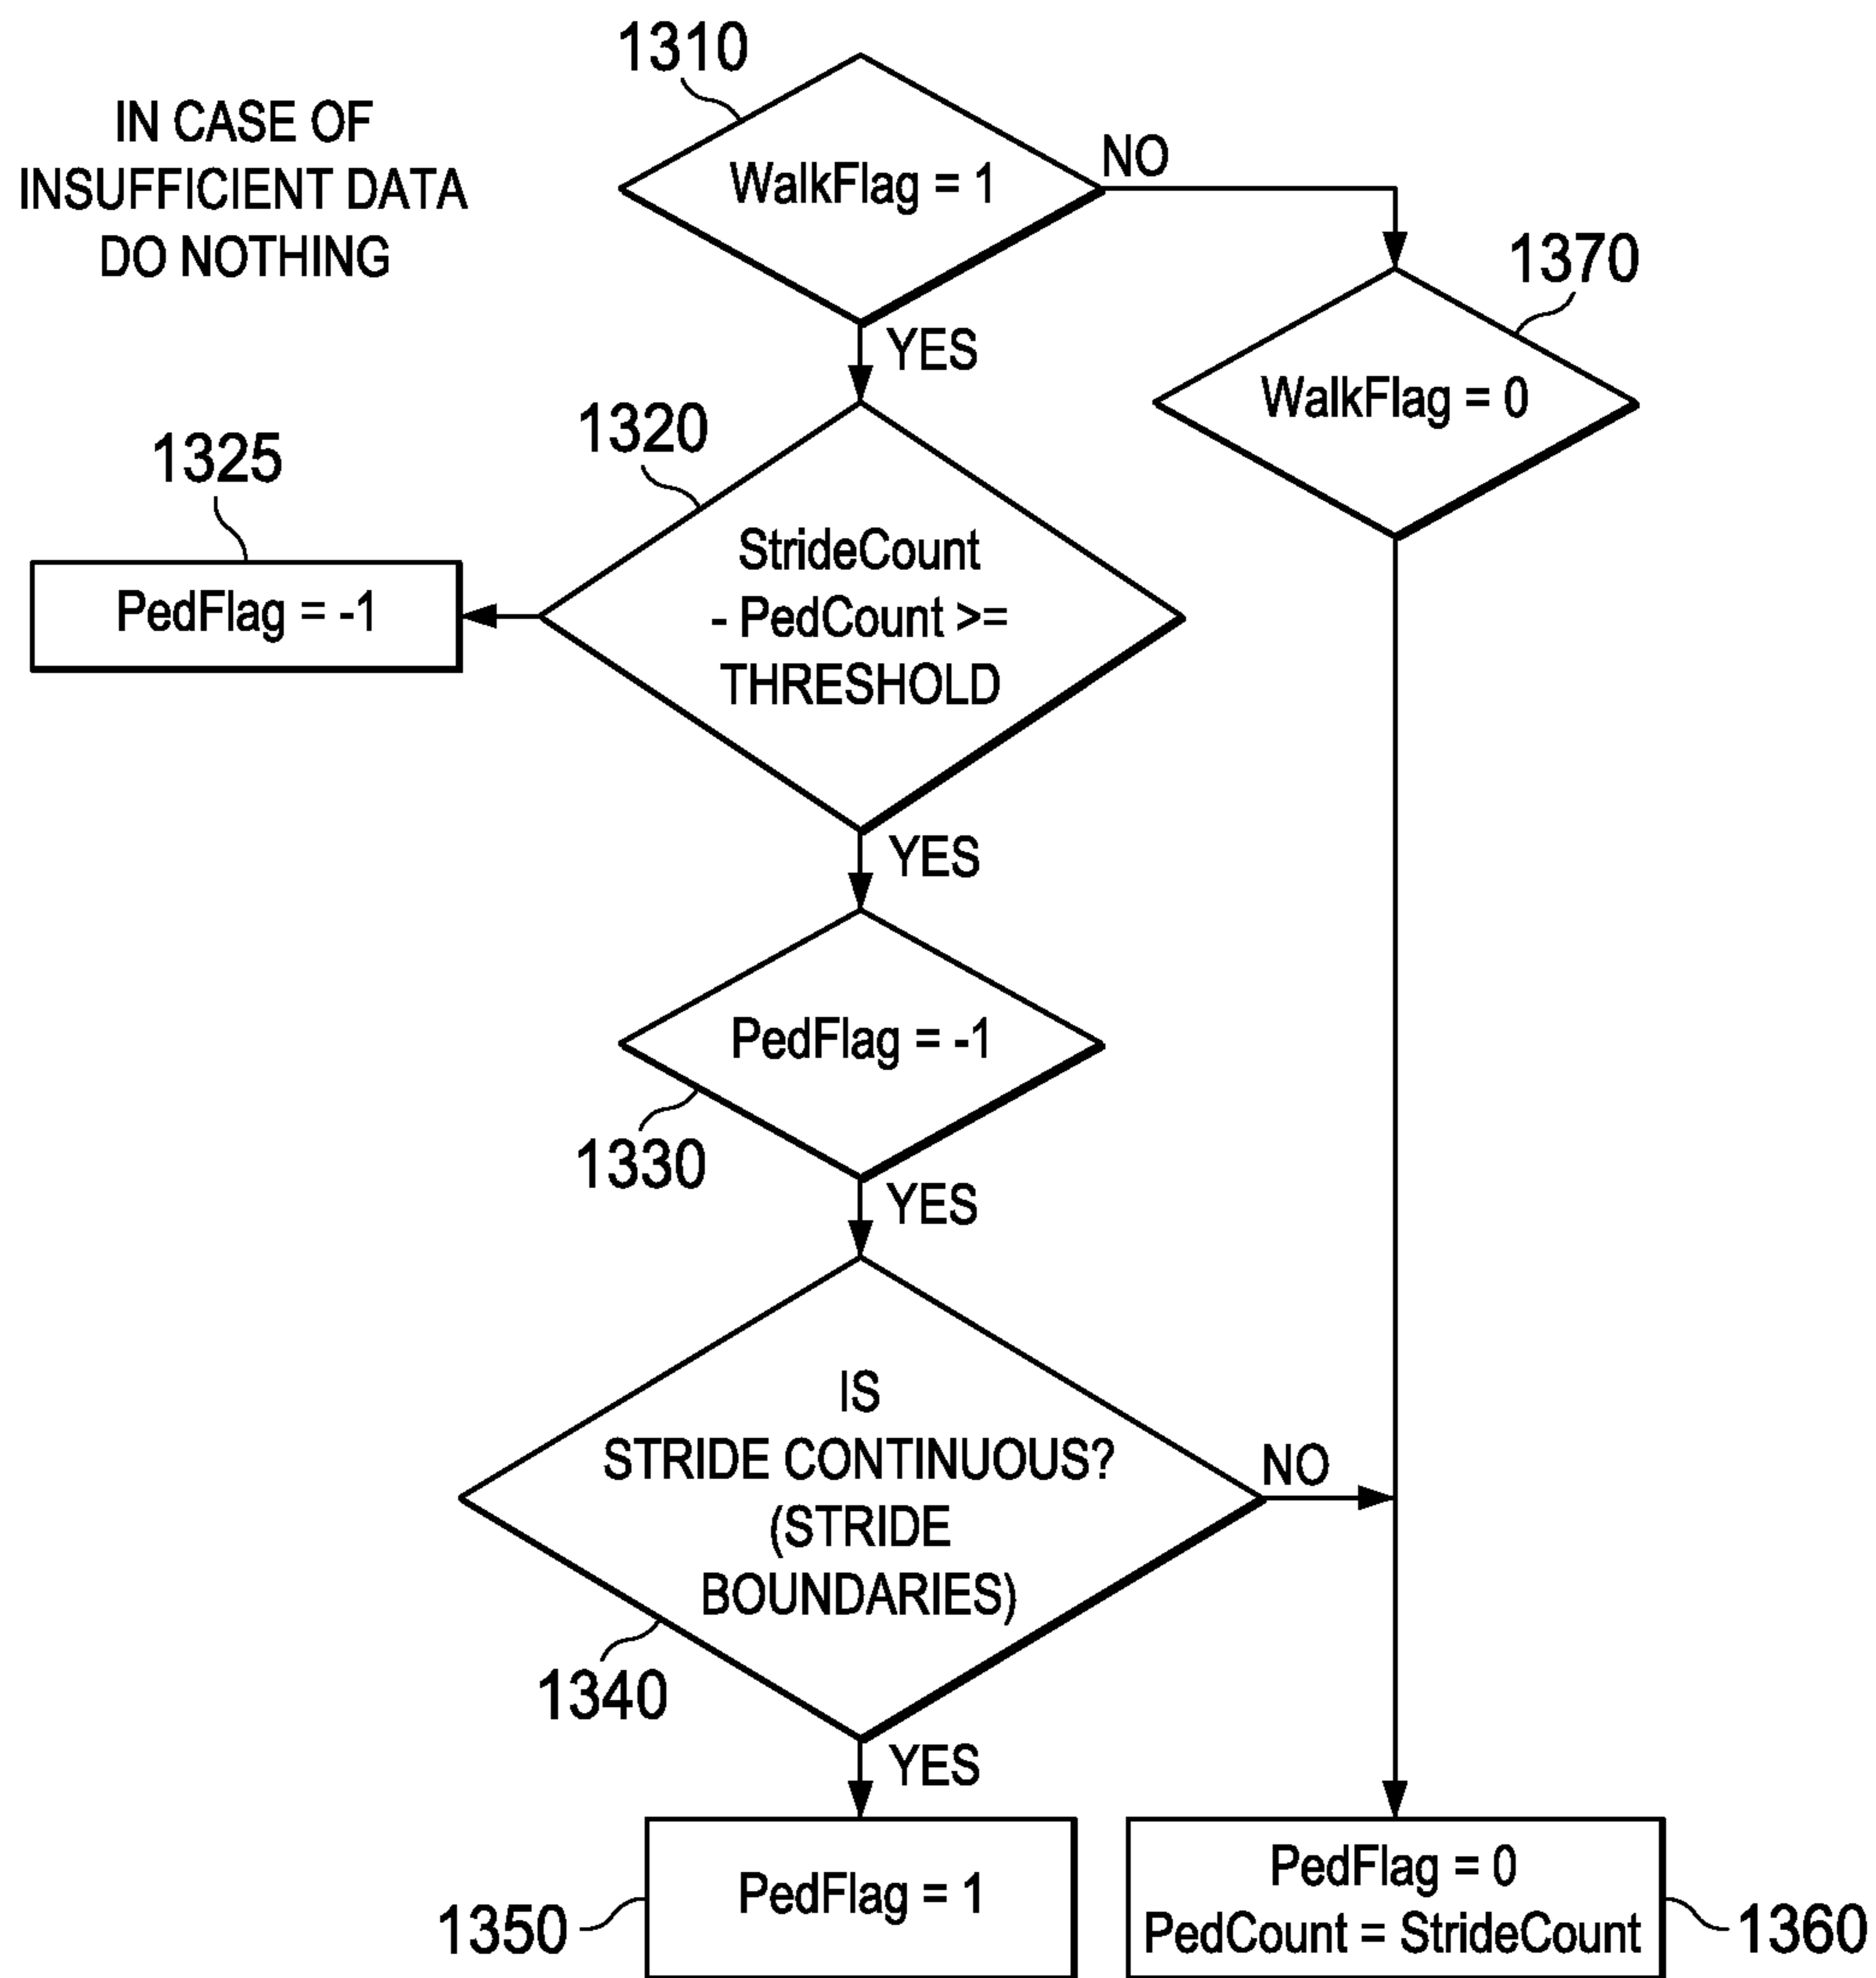 1310
IN CASE OF
INSUFFICIENT DATA
DO NOTHING
WalkFlag = 1
NO
1370
YES
WalkFlag = 0
1320
1325
StrideCount
- PedCount >=
THRESHOLD
PedFlag = -1
YES
PedFlag = -1
1330
YES
IS
STRIDE CONTINUOUS?
(STRIDE
BOUNDARIES)
NO
1340
YES
PedFlag = 1
1350
PedFlag = 0
PedCount = StrideCount
1360